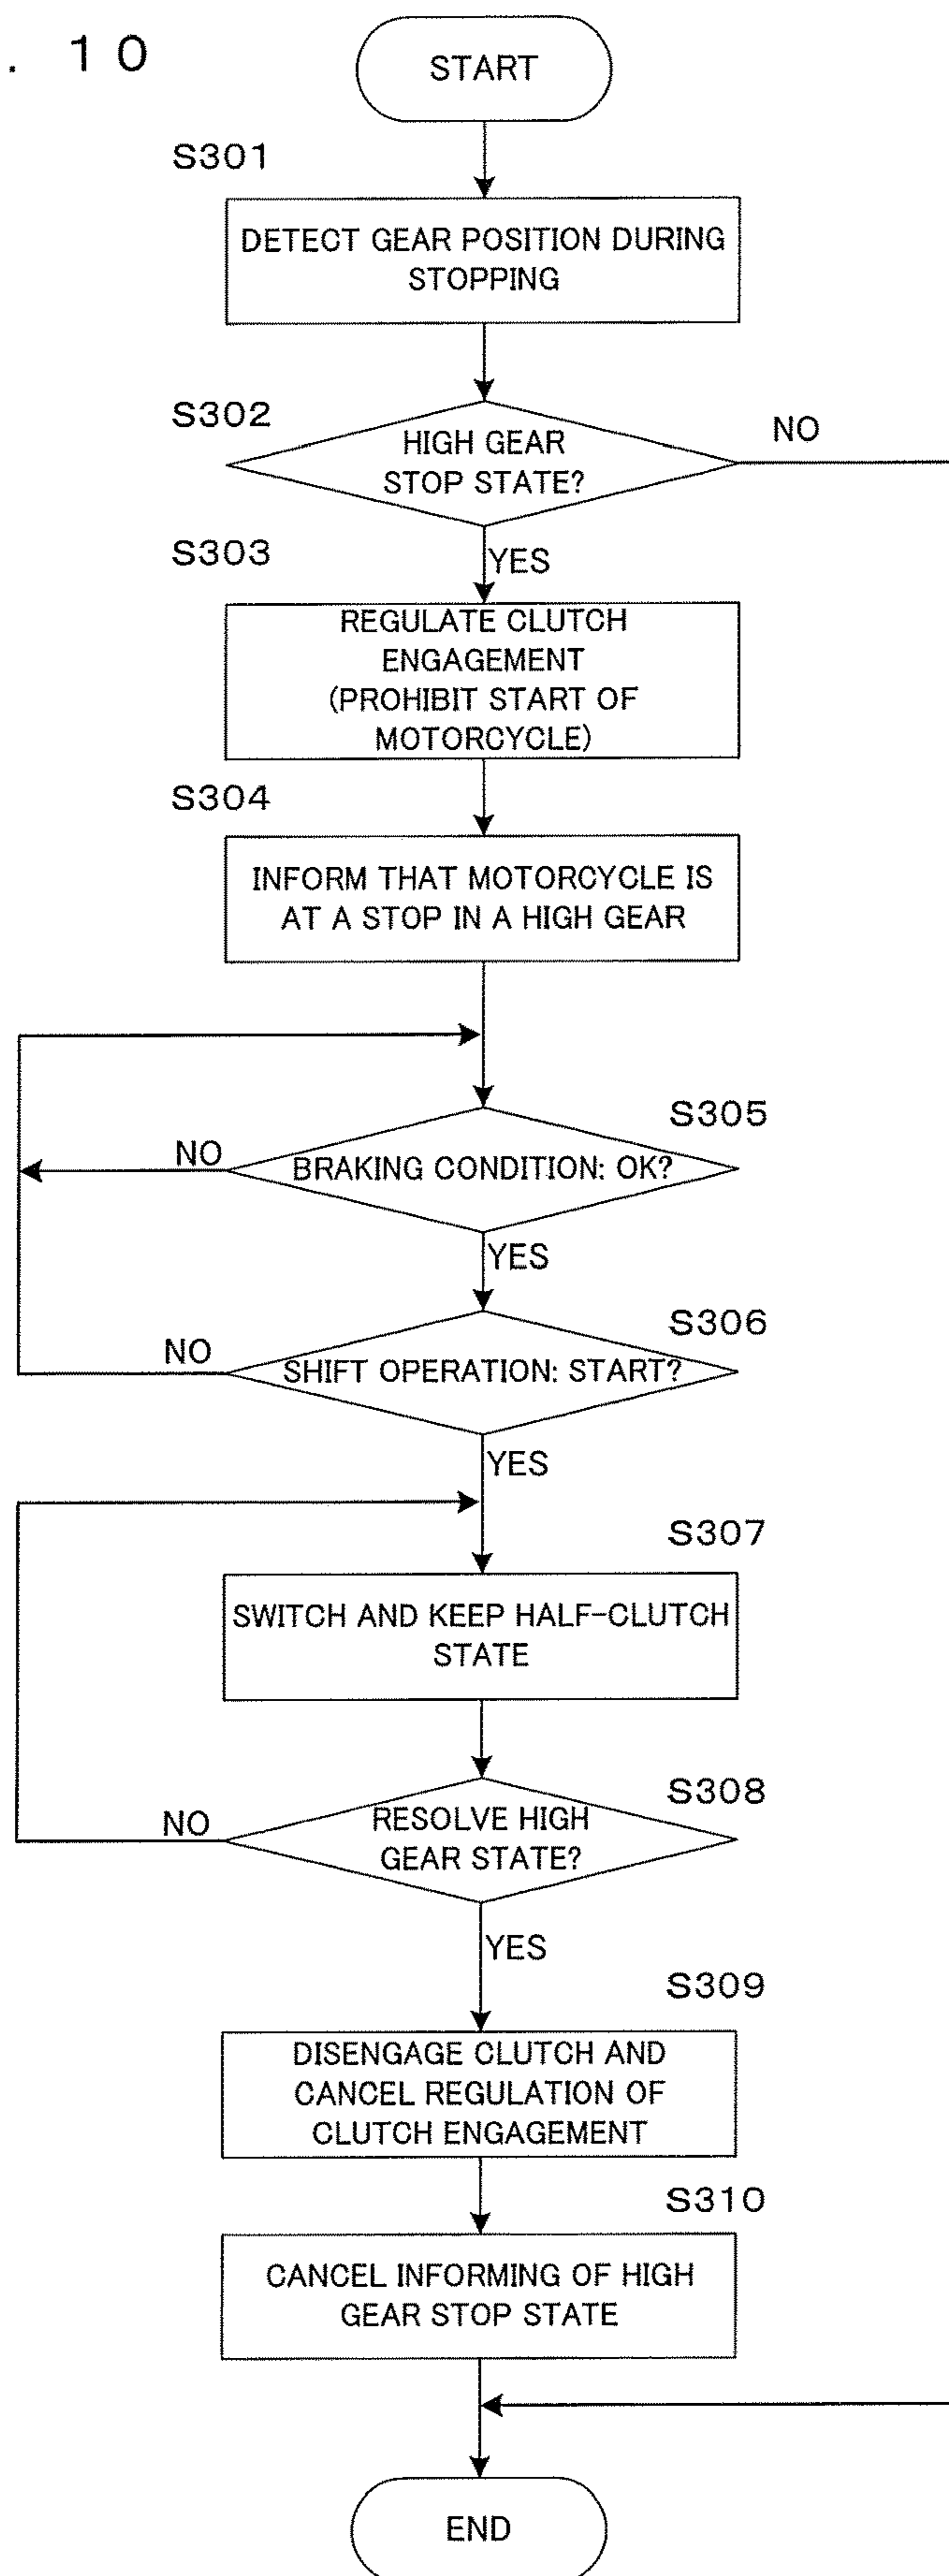 . 10
START
S301
DETECT GEAR POSITION DURING
STOPPING
S302
HIGH GEAR
STOP STATE?
NO
S303
YES
REGULATE CLUTCH
ENGAGEMENT
(PROHIBIT START OF
MOTORCYCLE)
S304
INFORM THAT MOTORCYCLE IS
AT A STOP IN A HIGH GEAR
S305
NO
BRAKING CONDITION: OK?
YES
S306
NO
SHIFT OPERATION: START?
YES
S307
SWITCH AND KEEP HALF-CLUTCH
STATE
S308
NO
RESOLVE HIGH
GEAR STATE?
YES
S309
DISENGAGE CLUTCH AND
CANCEL REGULATION OF
CLUTCH ENGAGEMENT
S310
CANCEL INFORMING OF HIGH
GEAR STOP STATE
END